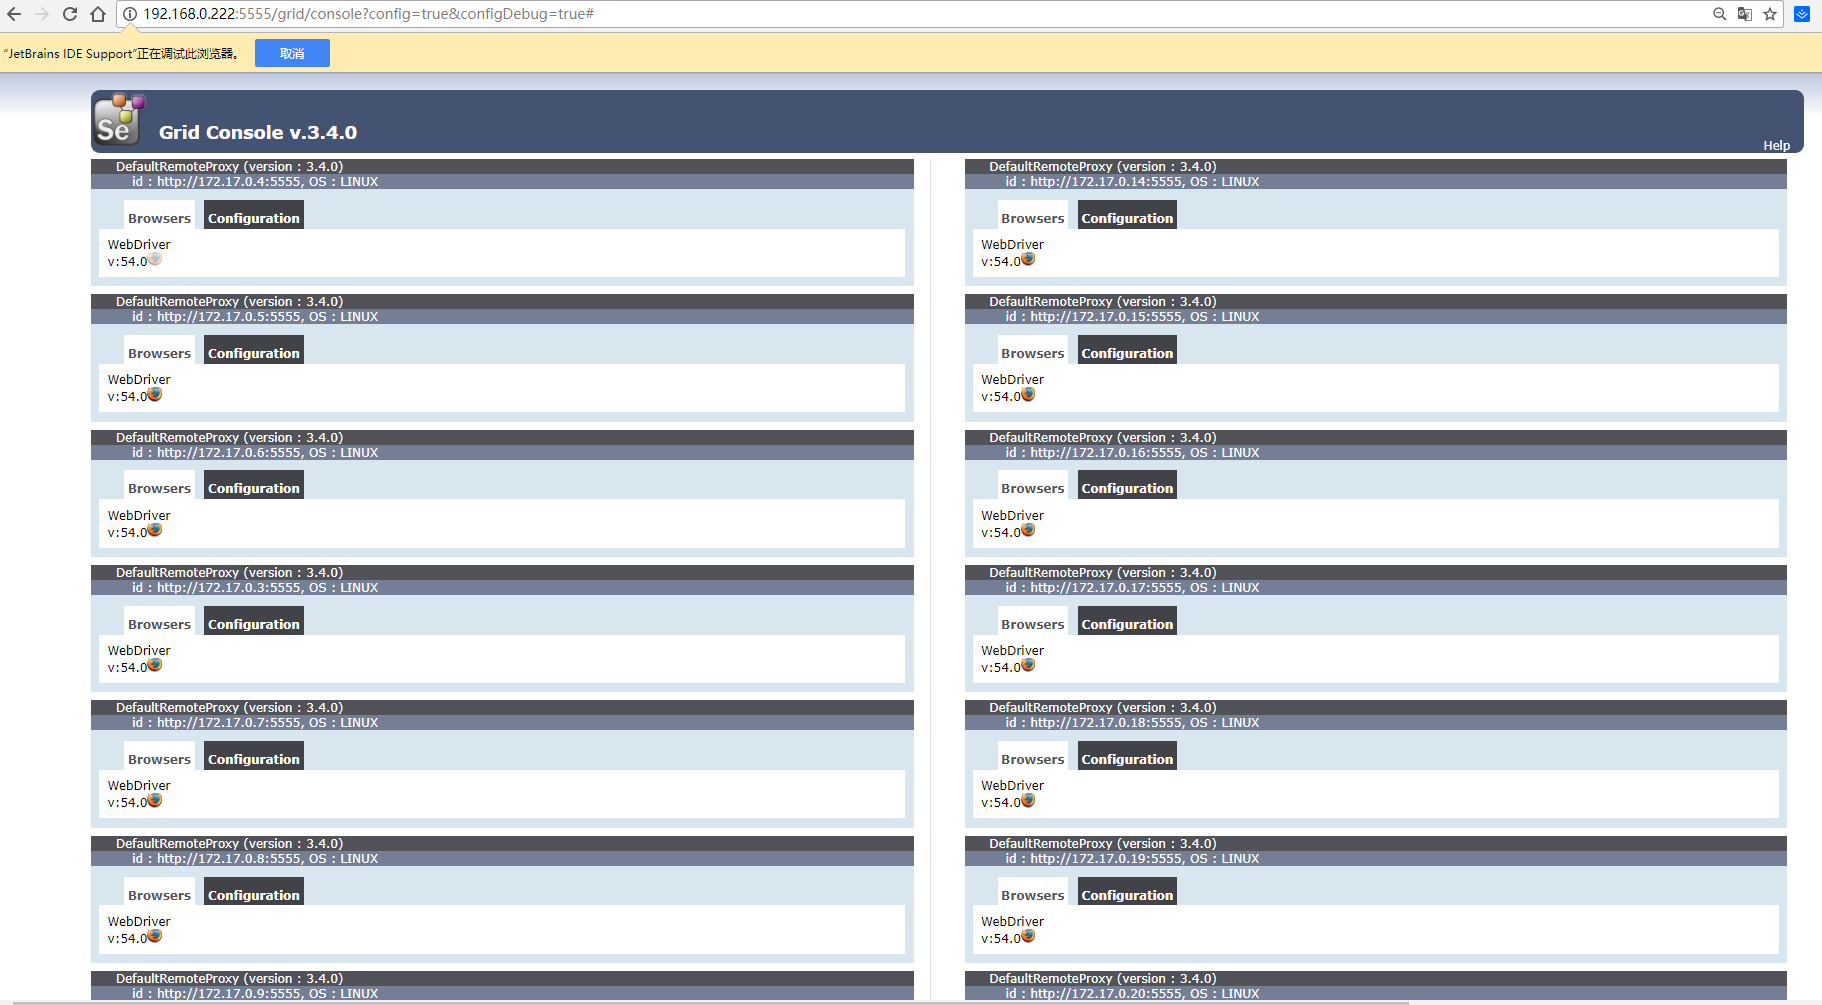 192.168.0.222:5555/grid/console?config=true&configDebug=true#
“JetBrains IDE Support”正在调试此浏览器。 取消
Se
Grid Console v.3.4.0
Help
DefaultRemoteProxy (version : 3.4.0)
id : http://172.17.0.4:5555, OS : LINUX
Browsers Configuration
WebDriver
v:54.0
DefaultRemoteProxy (version : 3.4.0)
id : http://172.17.0.5:5555, OS : LINUX
Browsers Configuration
WebDriver
v:54.0
DefaultRemoteProxy (version : 3.4.0)
id : http://172.17.0.6:5555, OS : LINUX
Browsers Configuration
WebDriver
v:54.0
DefaultRemoteProxy (version : 3.4.0)
id : http://172.17.0.3:5555, OS : LINUX
Browsers Configuration
WebDriver
v:54.0
DefaultRemoteProxy (version : 3.4.0)
id : http://172.17.0.7:5555, OS : LINUX
Browsers Configuration
WebDriver
v:54.0
DefaultRemoteProxy (version : 3.4.0)
id : http://172.17.0.8:5555, OS : LINUX
Browsers Configuration
WebDriver
v:54.0
DefaultRemoteProxy (version : 3.4.0)
id : http://172.17.0.9:5555, OS : LINUX
DefaultRemoteProxy (version : 3.4.0)
id : http://172.17.0.14:5555, OS : LINUX
Browsers Configuration
WebDriver
v:54.0
DefaultRemoteProxy (version : 3.4.0)
id : http://172.17.0.15:5555, OS : LINUX
Browsers Configuration
WebDriver
v:54.0
DefaultRemoteProxy (version : 3.4.0)
id : http://172.17.0.16:5555, OS : LINUX
Browsers Configuration
WebDriver
v:54.0
DefaultRemoteProxy (version : 3.4.0)
id : http://172.17.0.17:5555, OS : LINUX
Browsers Configuration
WebDriver
v:54.0
DefaultRemoteProxy (version : 3.4.0)
id : http://172.17.0.18:5555, OS : LINUX
Browsers Configuration
WebDriver
v:54.0
DefaultRemoteProxy (version : 3.4.0)
id : http://172.17.0.19:5555, OS : LINUX
Browsers Configuration
WebDriver
v:54.0
DefaultRemoteProxy (version : 3.4.0)
id : http://172.17.0.20:5555, OS : LINUX